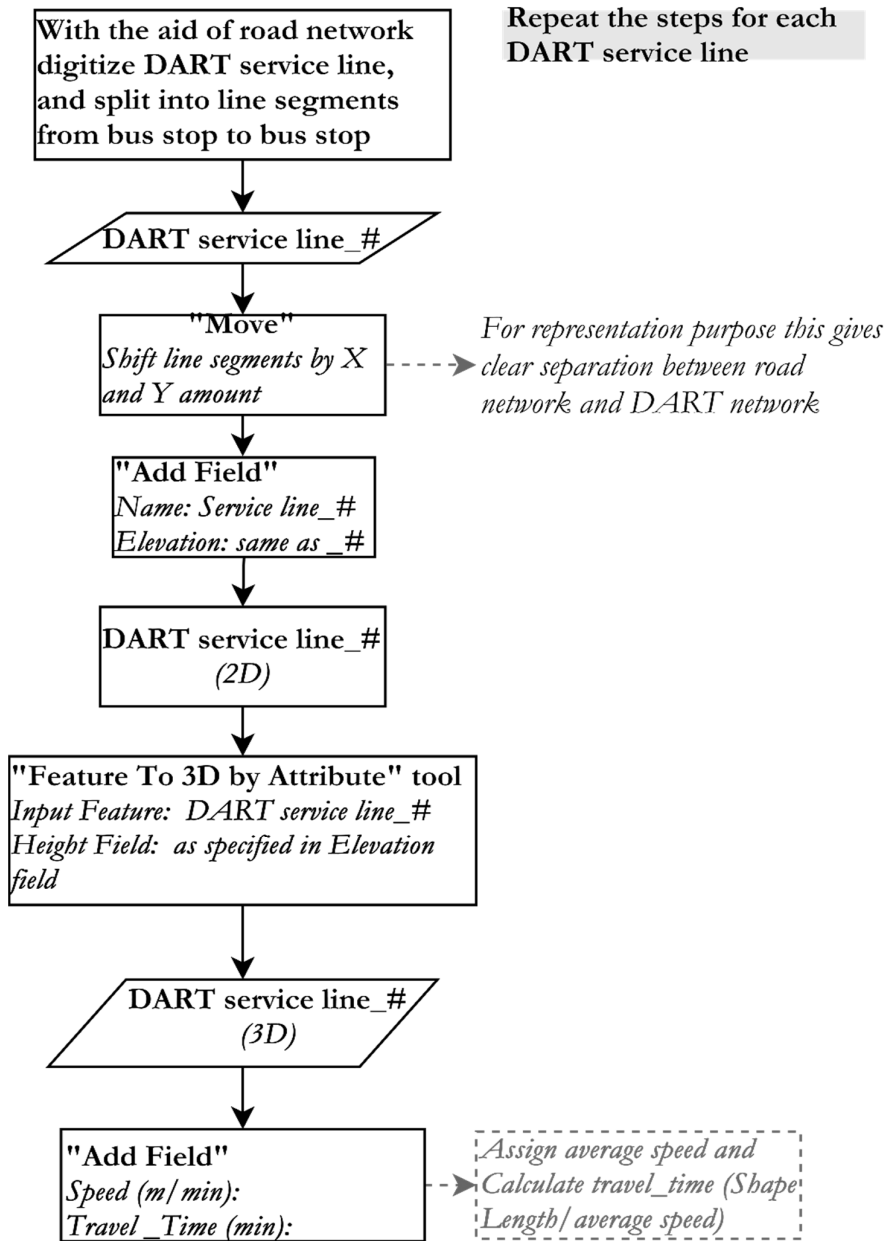 With the aid of road network
digitize DART service line,
and split into line segments
from bus stop to bus stop
Repeat the steps for each
DART service line
DART service line_#
"Move"
Shift line segments by X
and Y amount
For representation purpose this gives
clear separation between road
network and DART network
"Add Field"
Name: Service line_#
Elevation: same as _#
DART service line_#
(2D)
"Feature To 3D by Attribute" tool
Input Feature: DART service line_#
Height Field: as specified in Elevation
field
DART service line_#
(3D)
"Add Field"
Speed (m/min):
Travel_Time (min):
Assign average speed and
Calculate travel_time (Shape
Length/average speed)